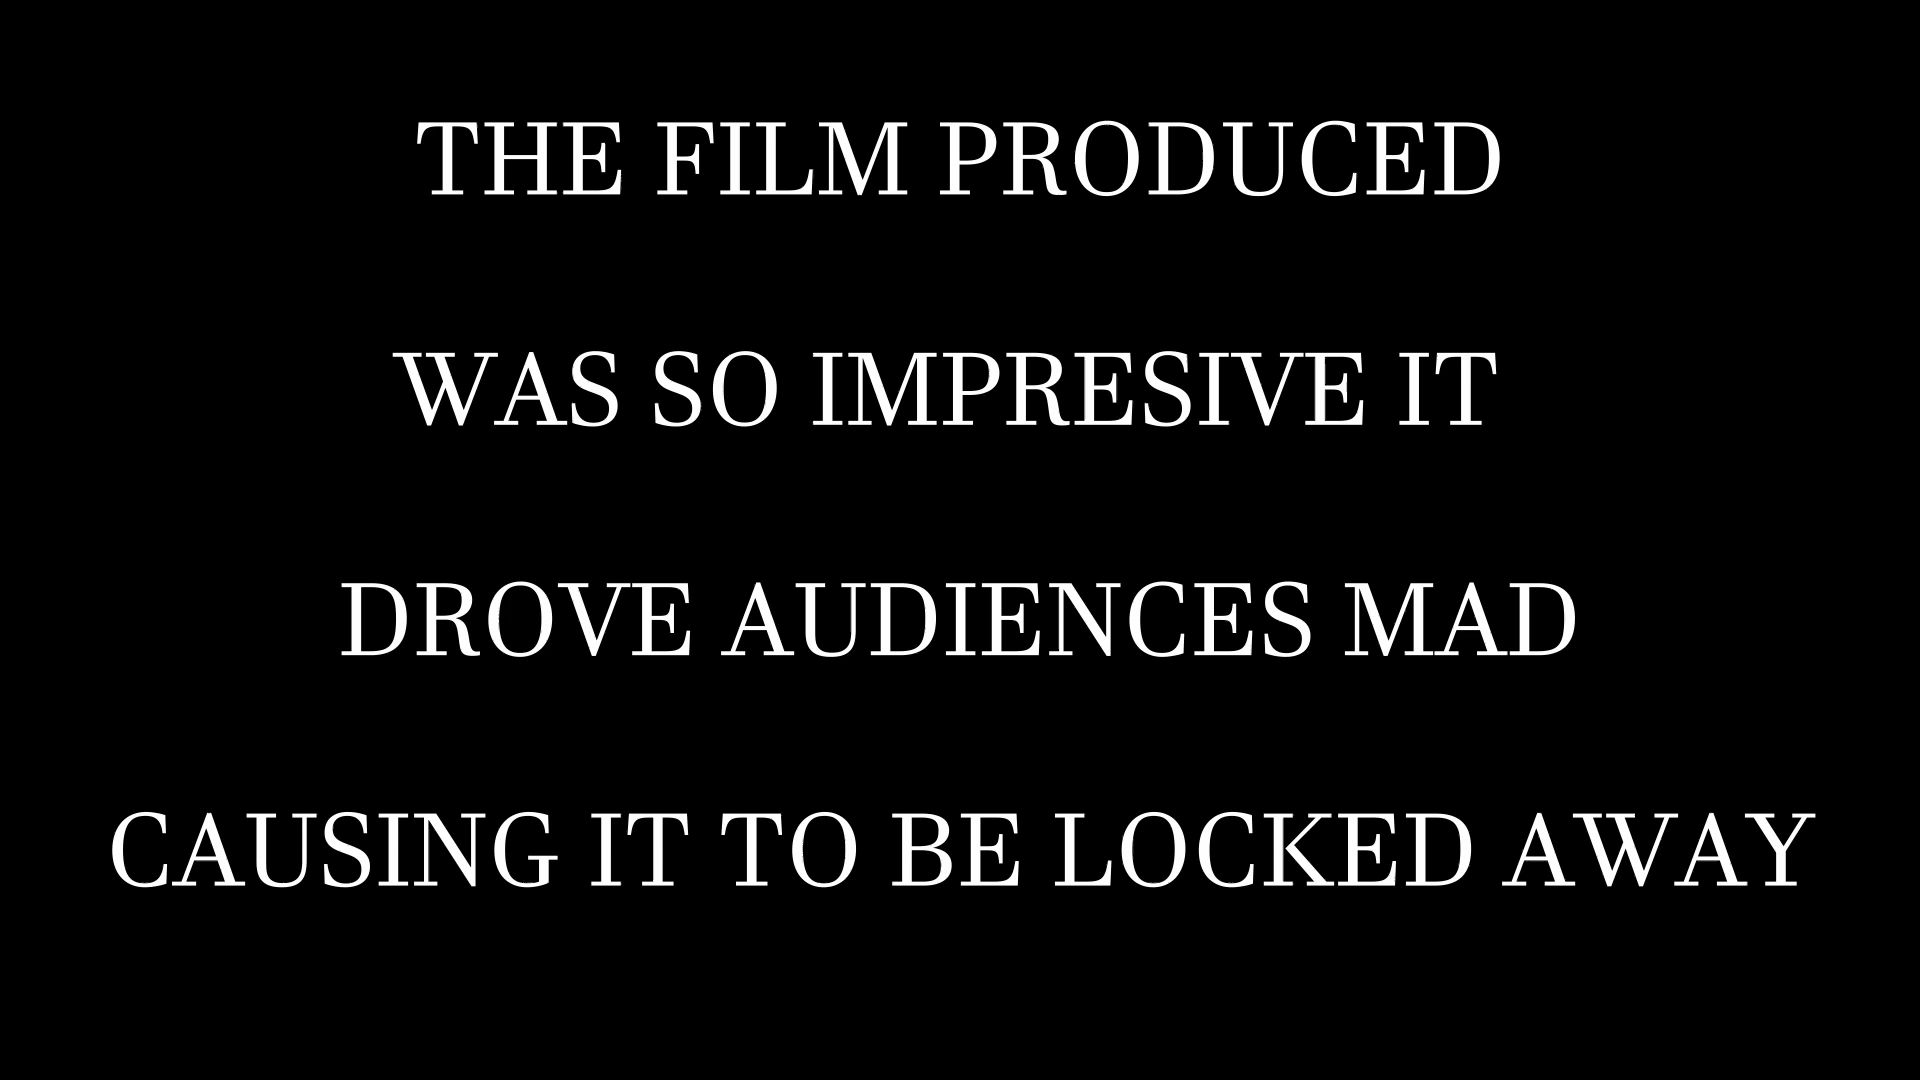 THE FILM PRODUCED
WAS SO IMPRESIVE IT
DROVE AUDIENCES MAD
CAUSING IT TO BE LOCKED AWAY